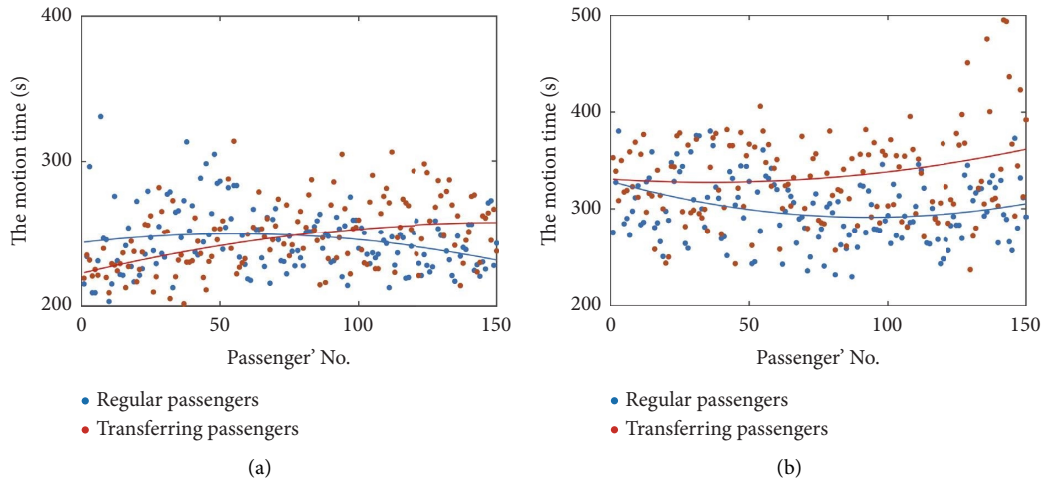 400
300
200
The motion time (s)
0
50
100
150
Passenger' No.
Regular passengers
Transferring passengers
(a)
500
400
300
200
The motion time (s)
0
50
100
150
Passenger' No.
Regular passengers
Transferring passengers
(b)